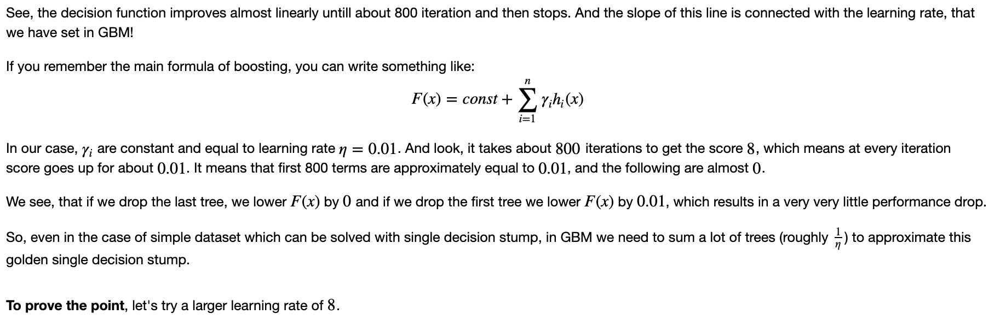 See, the decision function improves almost linearly untill about 800 iteration and then stops. And the slope of this line is connected with the learning rate, that
we have set in GBM!
If you remember the main formula of boosting, you can write something like:
F(x) = const + ∑_{i=1}^{n} γ_i h_i(x)
In our case, γ_i are constant and equal to learning rate η = 0.01. And look, it takes about 800 iterations to get the score 8, which means at every iteration
score goes up for about 0.01. It means that first 800 terms are approximately equal to 0.01, and the following are almost 0.
We see, that if we drop the last tree, we lower F(x) by 0 and if we drop the first tree we lower F(x) by 0.01, which results in a very very little performance drop.
So, even in the case of simple dataset which can be solved with single decision stump, in GBM we need to sum a lot of trees (roughly 1/η) to approximate this
golden single decision stump.
To prove the point, let's try a larger learning rate of 8.